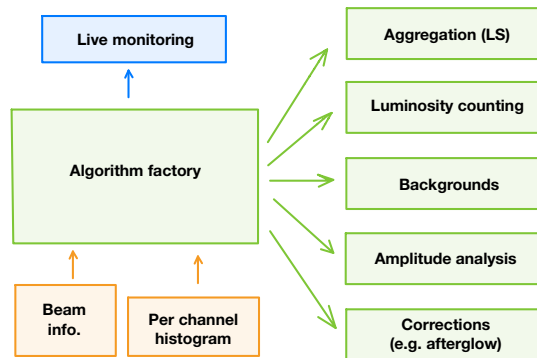 Live monitoring
Algorithm factory
Beam
info.
Per channel
histogram
Aggregation (LS)
Luminosity counting
Backgrounds
Amplitude analysis
Corrections
(e.g. afterglow)